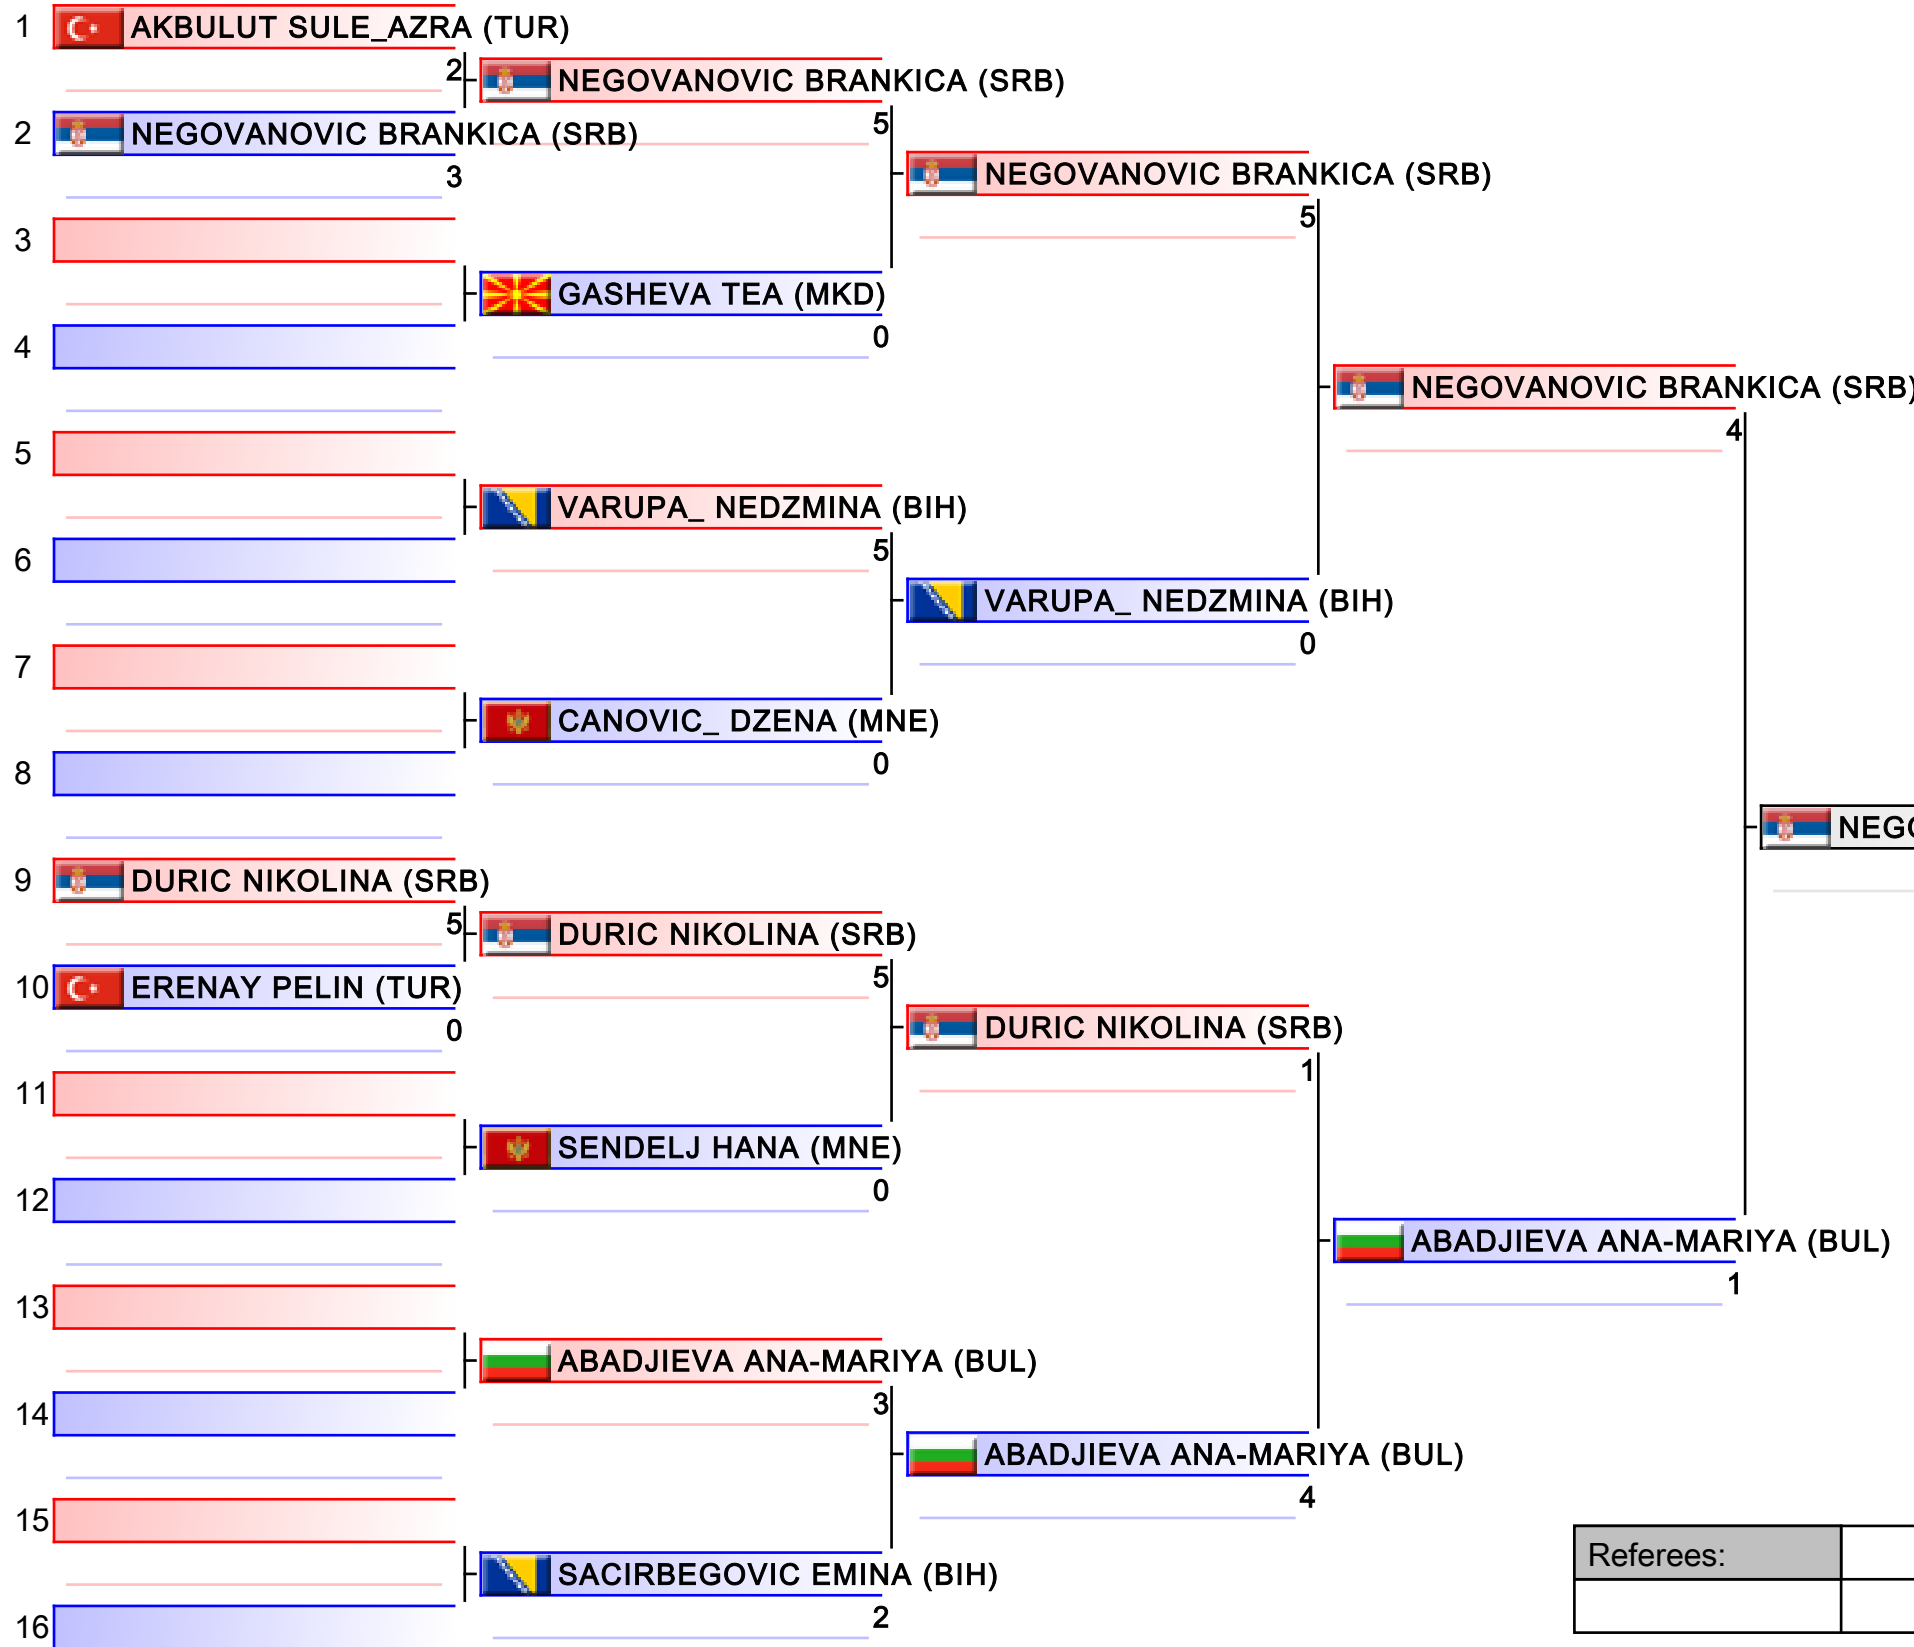 1 AKBULUT SULE_AZRA (TUR)
2
NEGOVANOVIC BRANKICA (SRB)
5
2 NEGOVANOVIC BRANKICA (SRB)
3
NEGOVANOVIC BRANKICA (SRB)
5
3
GASHEVA TEA (MKD)
0
4
NEGOVANOVIC BRANKICA (SRB)
4
5
VARUPA_ NEDZMINA (BIH)
5
6
VARUPA_ NEDZMINA (BIH)
0
7
CANOVIC_ DZENA (MNE)
0
8
NEGO
9 DURIC NIKOLINA (SRB)
5
DURIC NIKOLINA (SRB)
5
10 ERENAY PELIN (TUR)
0
DURIC NIKOLINA (SRB)
1
11
SENDELJ HANA (MNE)
0
12
ABADJIEVA ANA-MARIYA (BUL)
1
13
ABADJIEVA ANA-MARIYA (BUL)
3
14
ABADJIEVA ANA-MARIYA (BUL)
4
15
SACIRBEGOVIC EMINA (BIH)
2
16
Referees: